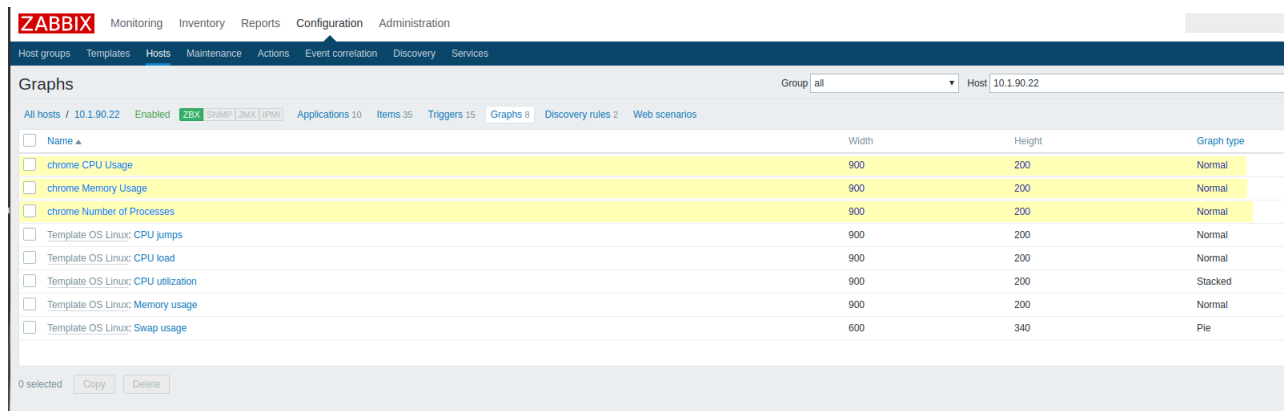 ZABBIX Monitoring Inventory Reports Configuration Administration
Host groups Templates Hosts Maintenance Actions Event correlation Discovery Services
Graphs Group all Host 10.1.90.22
All hosts / 10.1.90.22 Enabled ZBX SNMP JMX IPMI Applications 10 Items 35 Triggers 15 Graphs 8 Discovery rules 2 Web scenarios
Name Width Height Graph type
chrome CPU Usage 900 200 Normal
chrome Memory Usage 900 200 Normal
chrome Number of Processes 900 200 Normal
Template OS Linux: CPU jumps 900 200 Normal
Template OS Linux: CPU load 900 200 Normal
Template OS Linux: CPU utilization 900 200 Stacked
Template OS Linux: Memory usage 900 200 Normal
Template OS Linux: Swap usage 600 340 Pie
0 selected Copy Delete